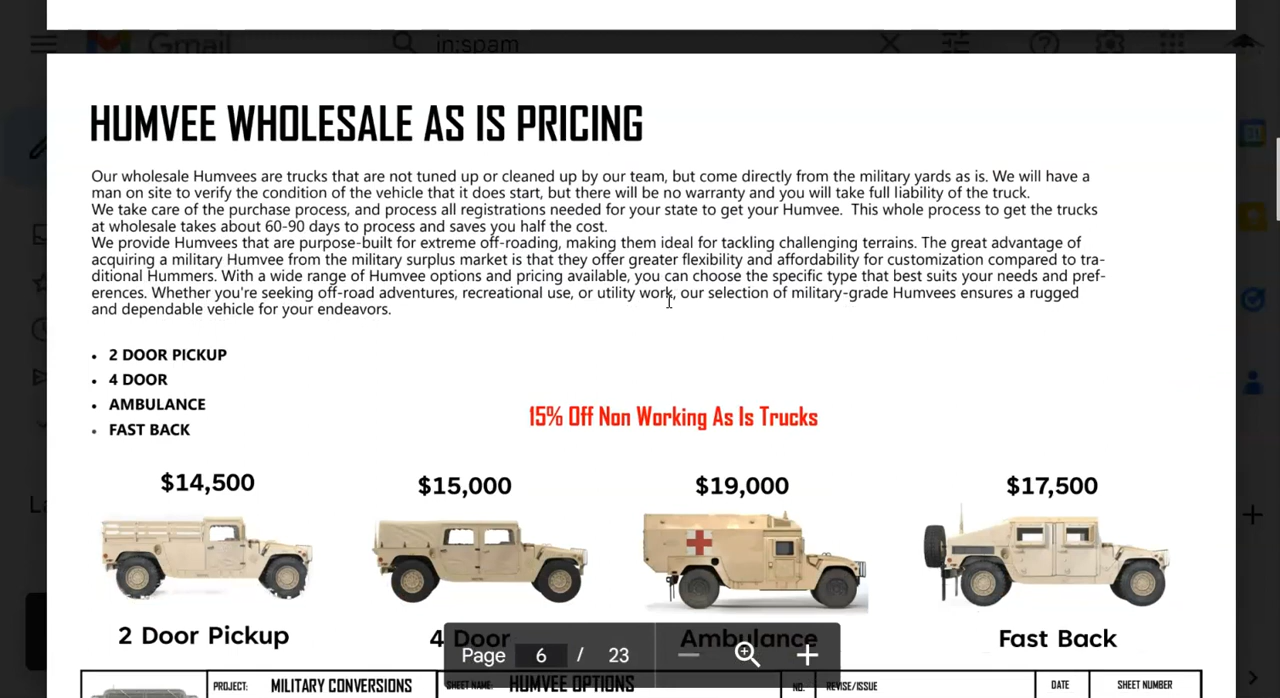 Gmail
in:spam
HUMVEE WHOLESALE AS IS PRICING
Our wholesale Humvees are trucks that are not tuned up or cleaned up by our team, but come directly from the military yards as is. We will have a
man on site to verify the condition of the vehicle that it does start, but there will be no warranty and you will take full liability of the truck.
We take care of the purchase process, and process all registrations needed for your state to get your Humvee.  This whole process to get the trucks
at wholesale takes about 60-90 days to process and saves you half the cost.
We provide Humvees that are purpose-built for extreme off-roading, making them ideal for tackling challenging terrains. The great advantage of
acquiring a military Humvee from the military surplus market is that they offer greater flexibility and affordability for customization compared to tra-
ditional Hummers. With a wide range of Humvee options and pricing available, you can choose the specific type that best suits your needs and pref-
erences. Whether you're seeking off-road adventures, recreational use, or utility work, our selection of military-grade Humvees ensures a rugged
and dependable vehicle for your endeavors.
• 2 DOOR PICKUP
• 4 DOOR
• AMBULANCE
• FAST BACK
15% Off Non Working As Is Trucks
$14,500 $15,000 $19,000 $17,500
2 Door Pickup 4 Door Ambulance Fast Back
Page 6 / 23
PROJECT: MILITARY CONVERSIONS SHEET NAME: HUMVEE OPTIONS NO. REVISE/ISSUE DATE SHEET NUMBER